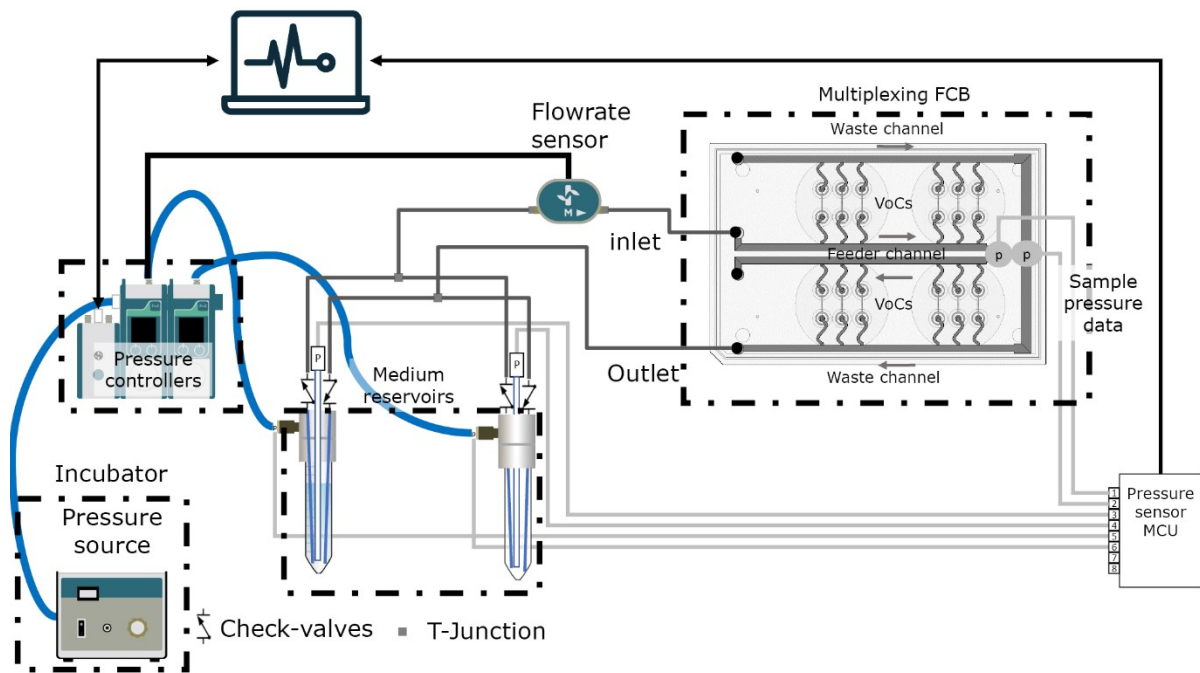 Multiplexing FCB
Flowrate
sensor
Waste channel
M
VoCs
inlet
Feeder channel
p
p
VoCs
Sample
pressure
data
Pressure
controllers
P
P
Medium
reservoirs
Outlet
Waste channel
Incubator
Pressure
source
1
2
3
4
5
6
7
8
Pressure
sensor
MCU
Check-valves
T-Junction